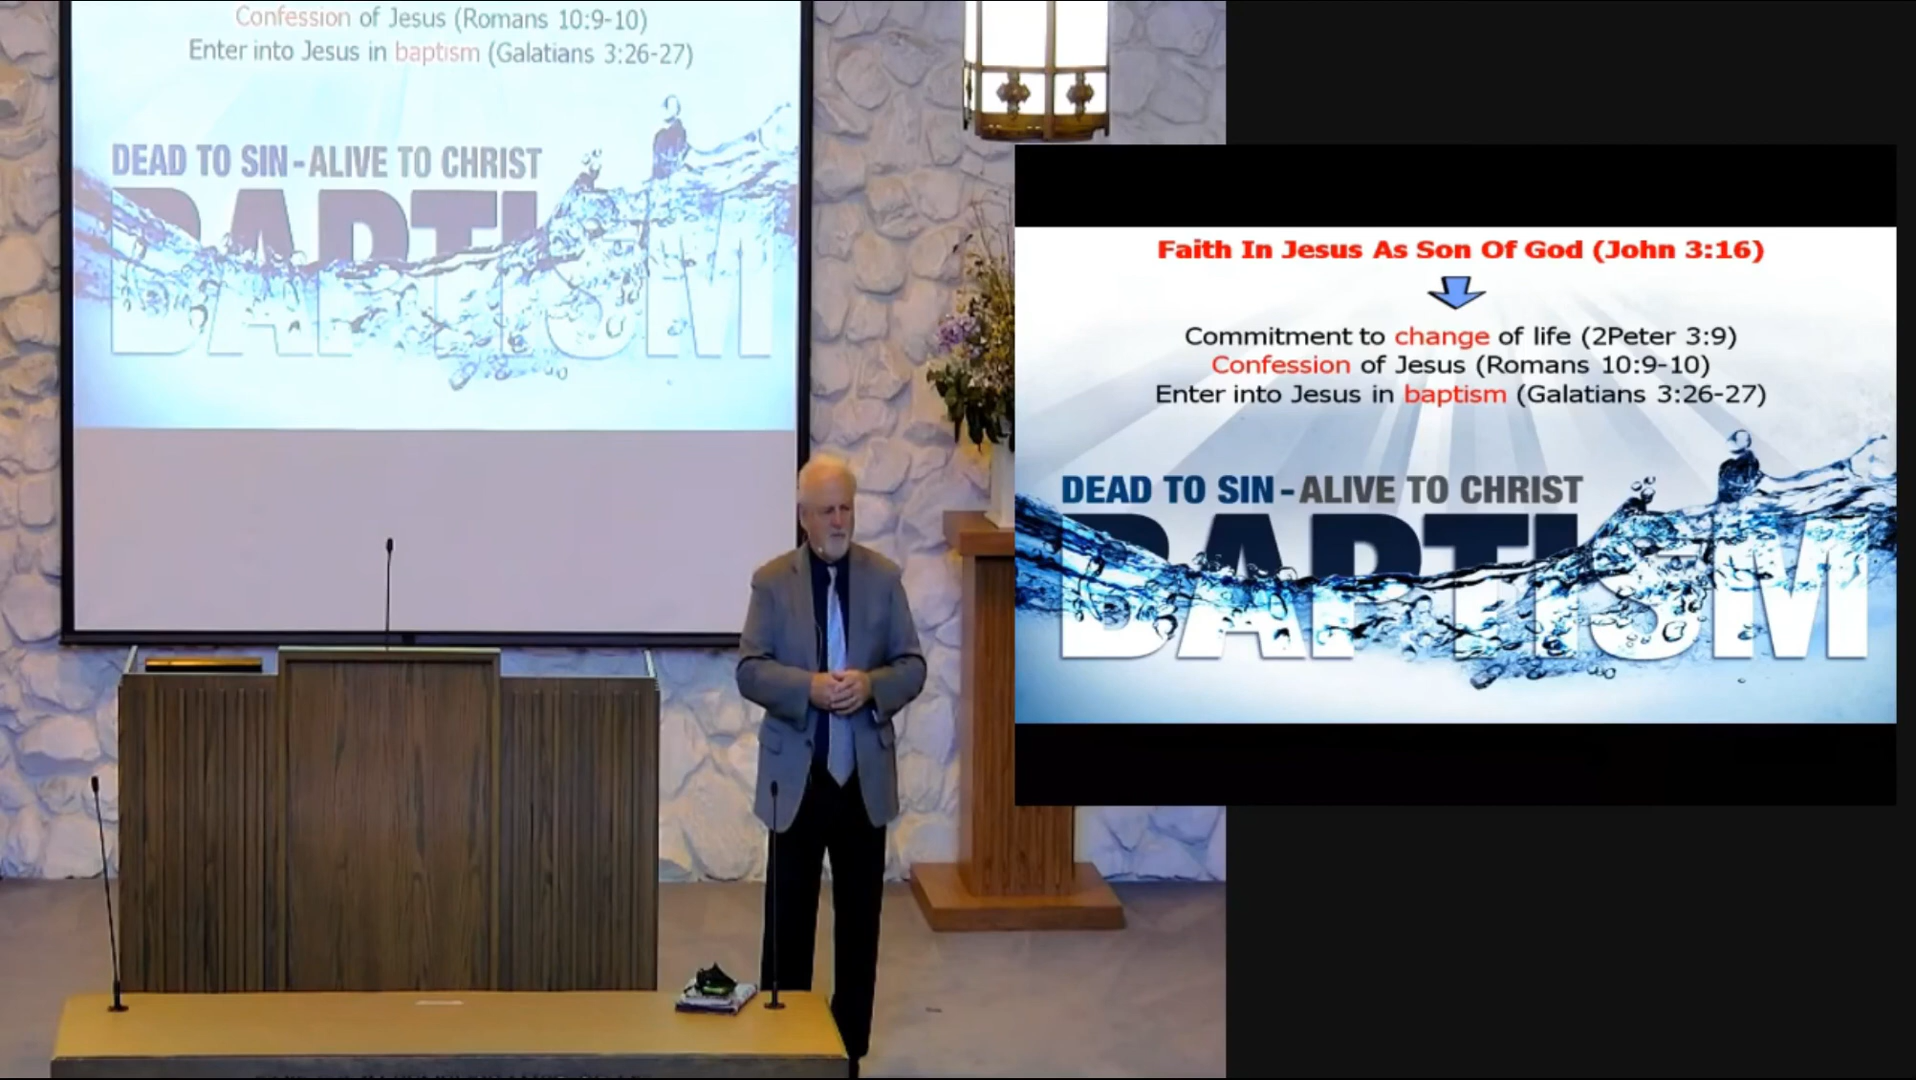 Confession of Jesus (Romans 10:9-10)
Enter into Jesus in baptism (Galatians 3:26-27)
DEAD TO SIN - ALIVE TO CHRIST
BAPTISM
Faith In Jesus As Son Of God (John 3:16)
Commitment to change of life (2Peter 3:9)
Confession of Jesus (Romans 10:9-10)
Enter into Jesus in baptism (Galatians 3:26-27)
DEAD TO SIN - ALIVE TO CHRIST
BAPTISM